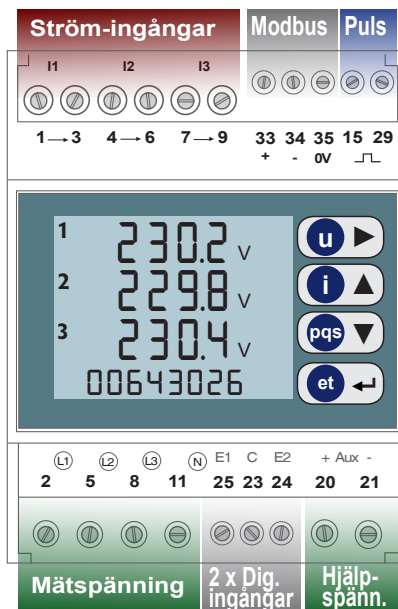 Ström-ingångar Modbus Puls
I1 I2 I3
1→3 4→6 7→9 33 34 35 15 29
+ - 0V
1 230.2 V
2 229.8 V
3 230.4 V
00643026
u
i
pqs
et
L1 L2 L3 N E1 C E2 + Aux -
2 5 8 11 25 23 24 20 21
Mätspänning 2 x Dig. ingångar Hjälp-spänn.